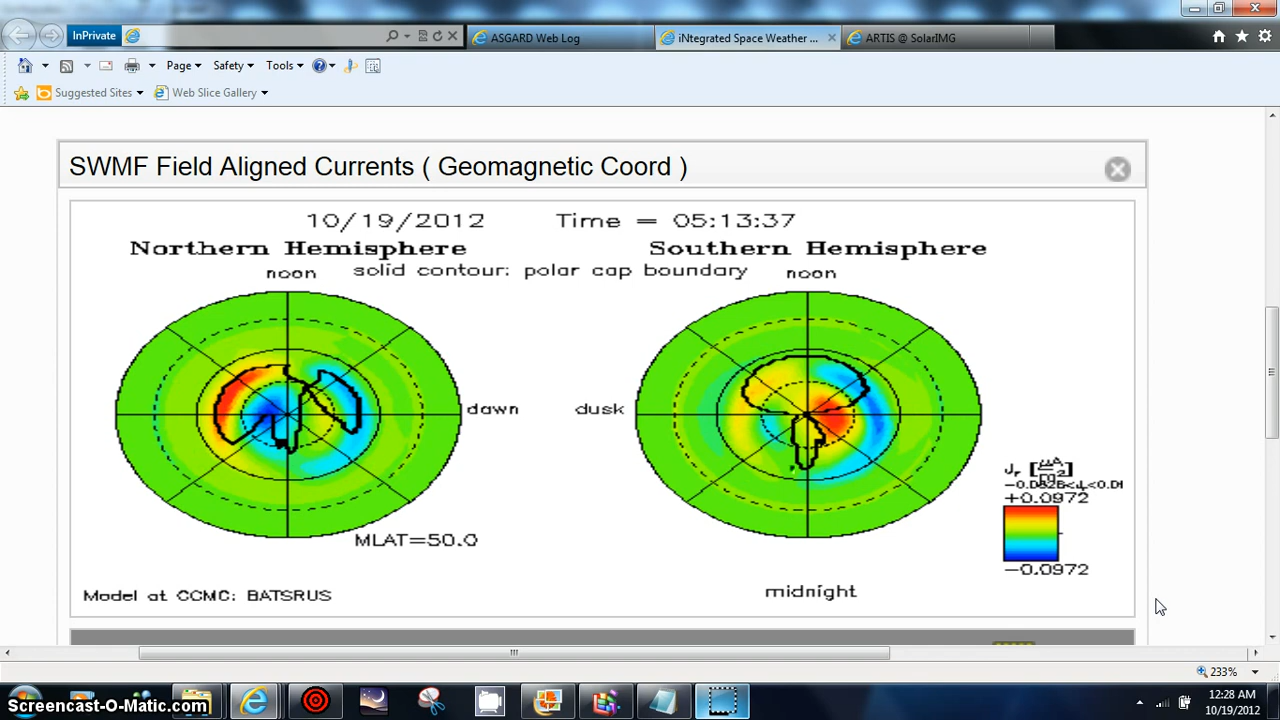 InPrivate
ASGARD Web Log
iNtegrated Space Weather ...
ARTIS @ SolarIMG
Page
Safety
Tools
Suggested Sites
Web Slice Gallery
SWMF Field Aligned Currents ( Geomagnetic Coord )
10/19/2012 Time = 05:13:37
Northern Hemisphere
Southern Hemisphere
solid contour: polar cap boundary
noon
noon
dawn
dusk
+0.0972
−0.0972
MLAT=50.0
midnight
Model at CCMC: BATSRUS
233%
12:28 AM
10/19/2012
Screencast-O-Matic.com